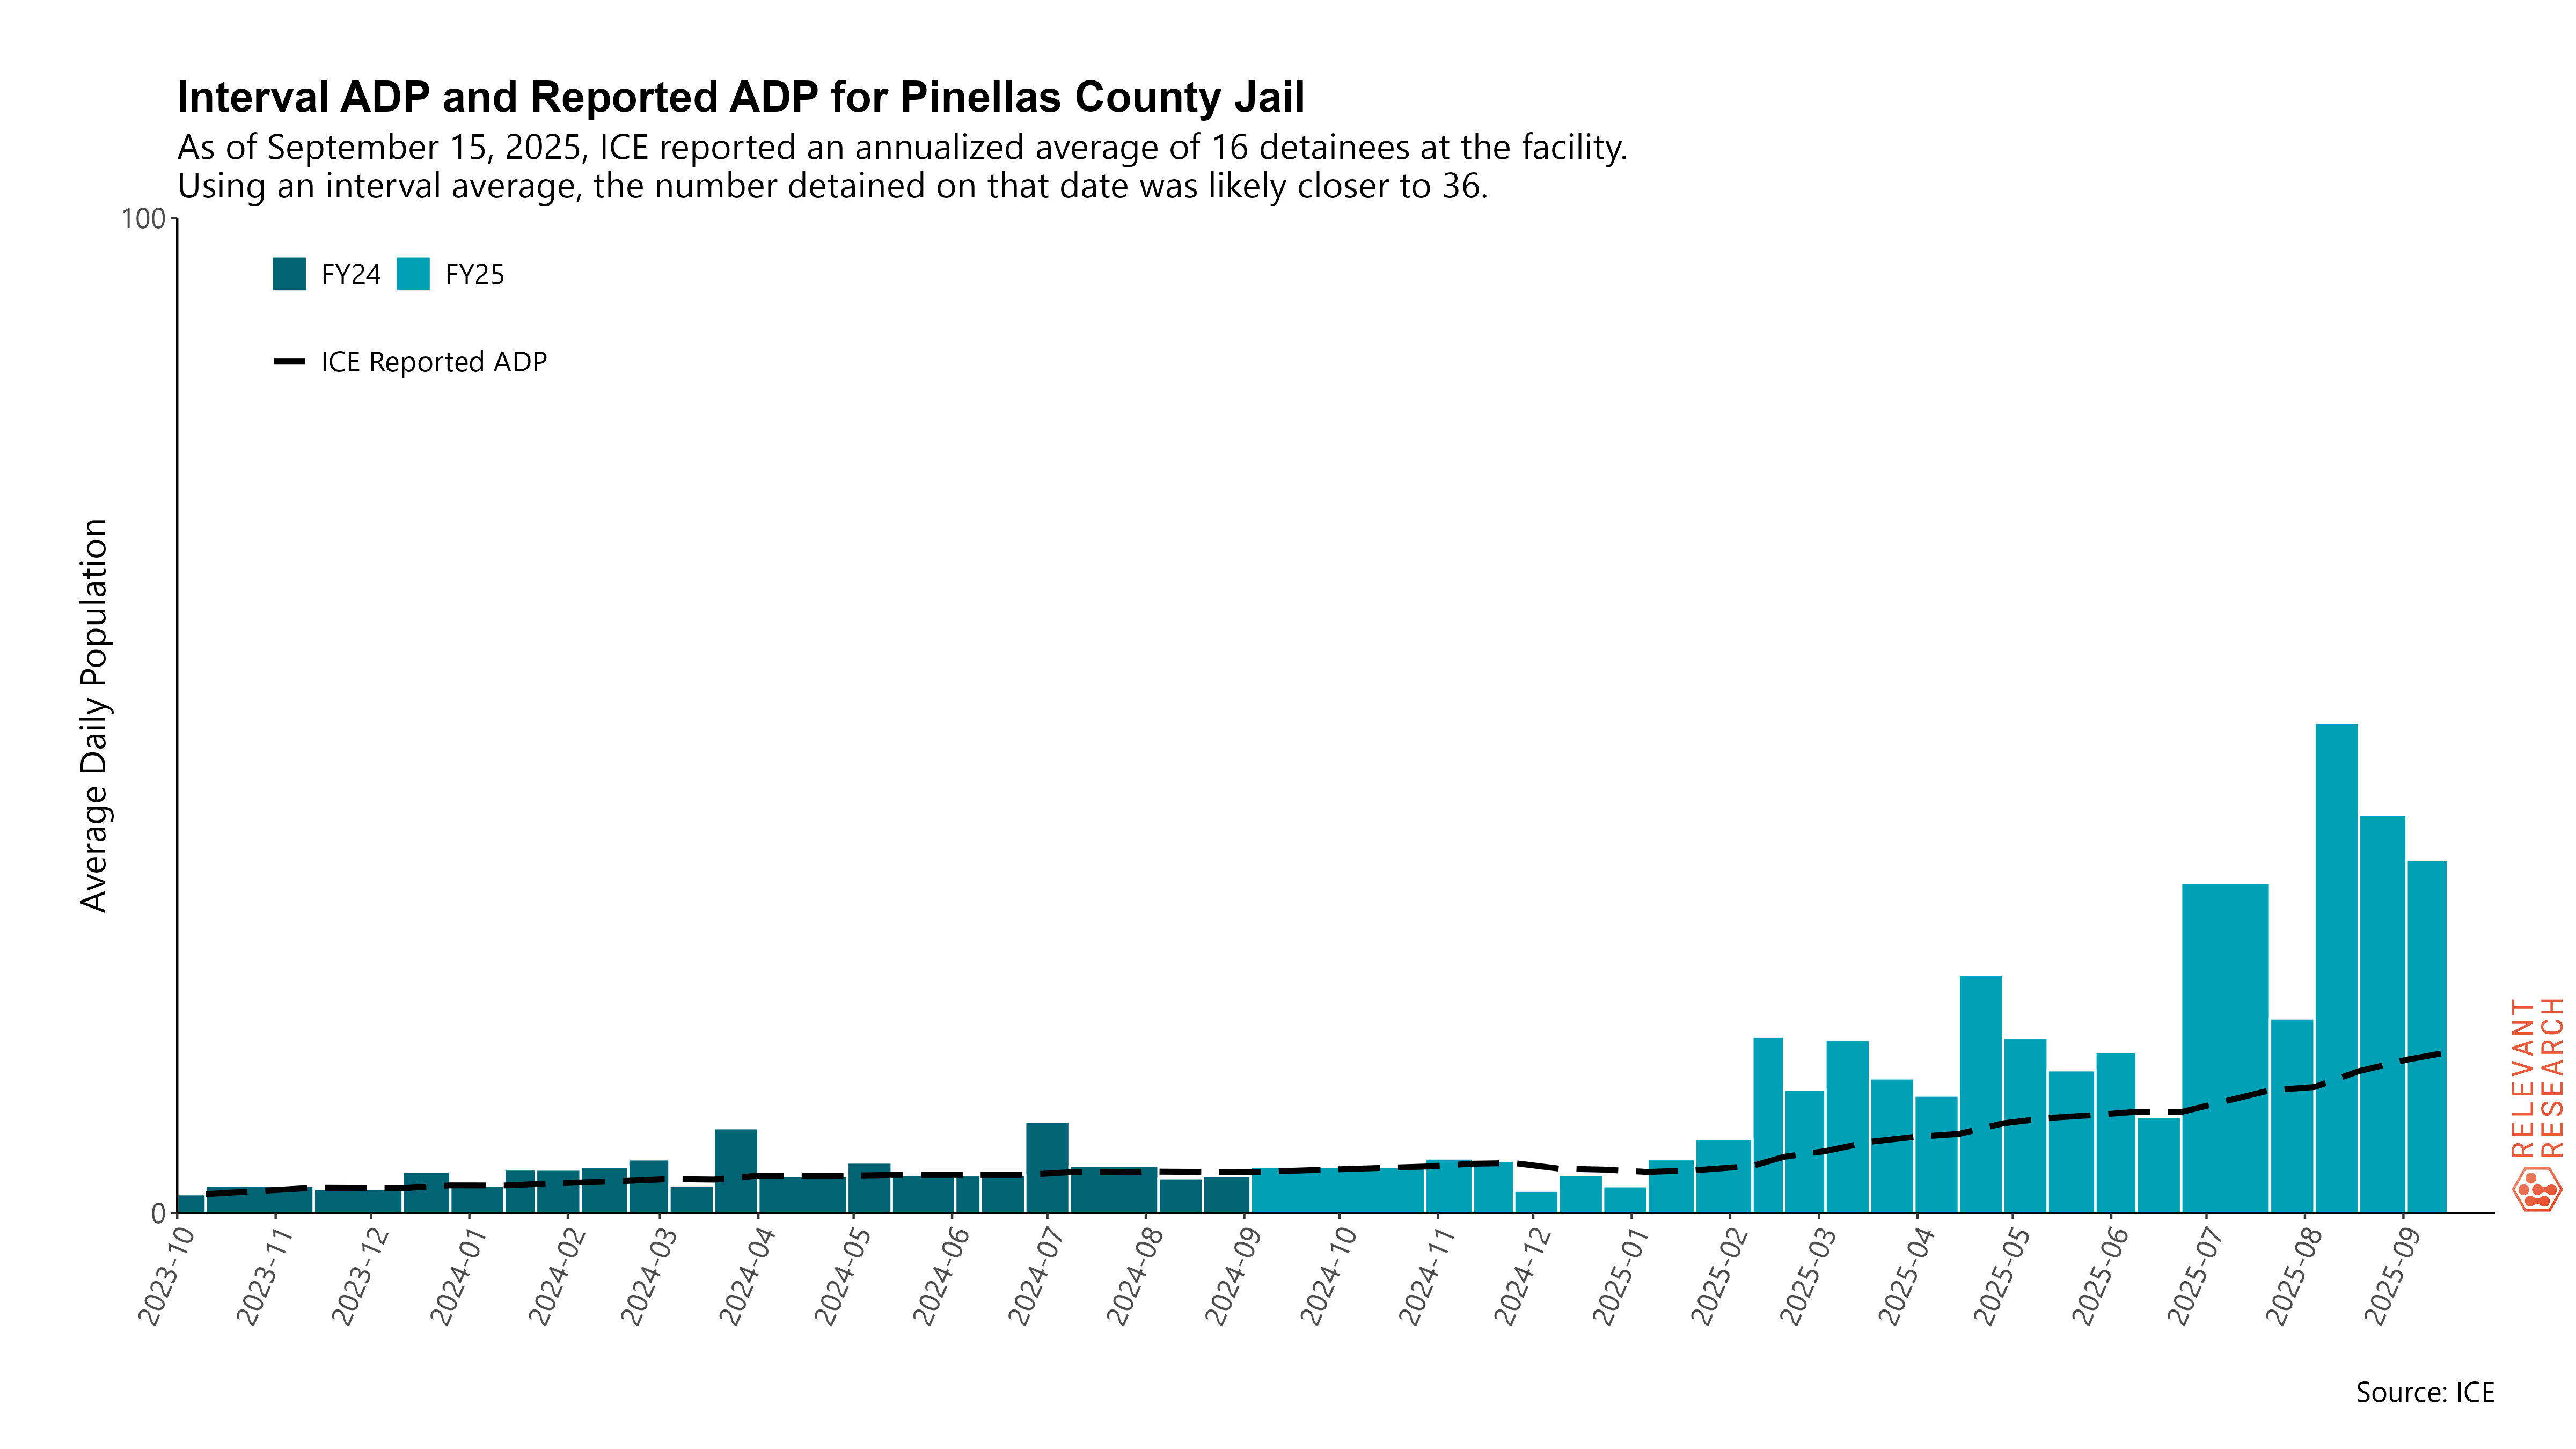 Interval ADP and Reported ADP for Pinellas County Jail
As of September 15, 2025, ICE reported an annualized average of 16 detainees at the facility.
Using an interval average, the number detained on that date was likely closer to 36.
100
FY24 FY25
ICE Reported ADP
Average Daily Population
0
2023-10 2023-11 2023-12 2024-01 2024-02 2024-03 2024-04 2024-05 2024-06 2024-07 2024-08 2024-09 2024-10 2024-11 2024-12 2025-01 2025-02 2025-03 2025-04 2025-05 2025-06 2025-07 2025-08 2025-09
RELEVANT
RESEARCH
Source: ICE